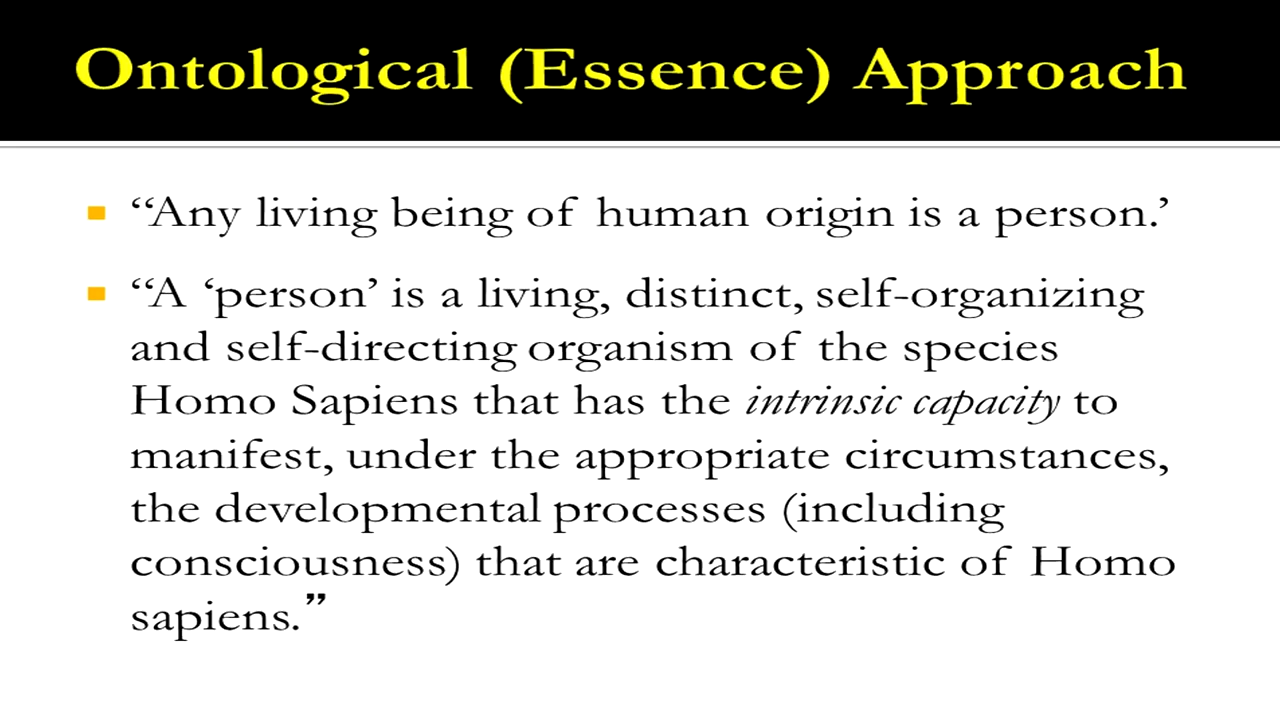 Ontological (Essence) Approach
“Any living being of human origin is a person.’
“A ‘person’ is a living, distinct, self-organizing
and self-directing organism of the species
Homo Sapiens that has the intrinsic capacity to
manifest, under the appropriate circumstances,
the developmental processes (including
consciousness) that are characteristic of Homo
sapiens.”